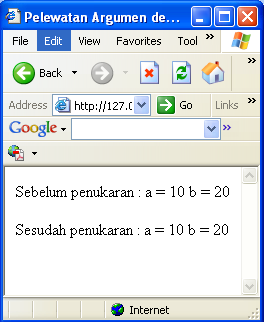 Pelewatan Argumen de...
File Edit View Favorites Tool »
Back
Address http://127.0 Go Links »
Google »
Sebelum penukaran : a = 10 b = 20
Sesudah penukaran : a = 10 b = 20
Internet